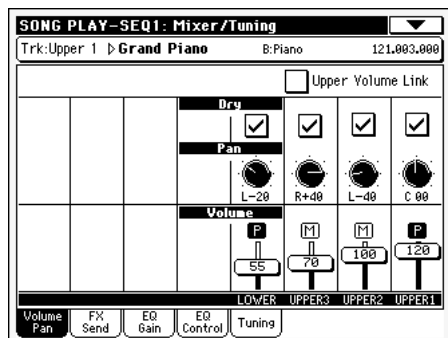 SONG PLAY-SEQ1: Mixer/Tuning
Trk:Upper 1 ▷Grand Piano B:Piano 121.003.000
Upper Volume Link
Dry
Pan
L-20 R+40 L-40 C 00
Volume
P M M P
55 70 100 120
LOWER UPPER3 UPPER2 UPPER1
Volume Pan FX Send EQ Gain EQ Control Tuning